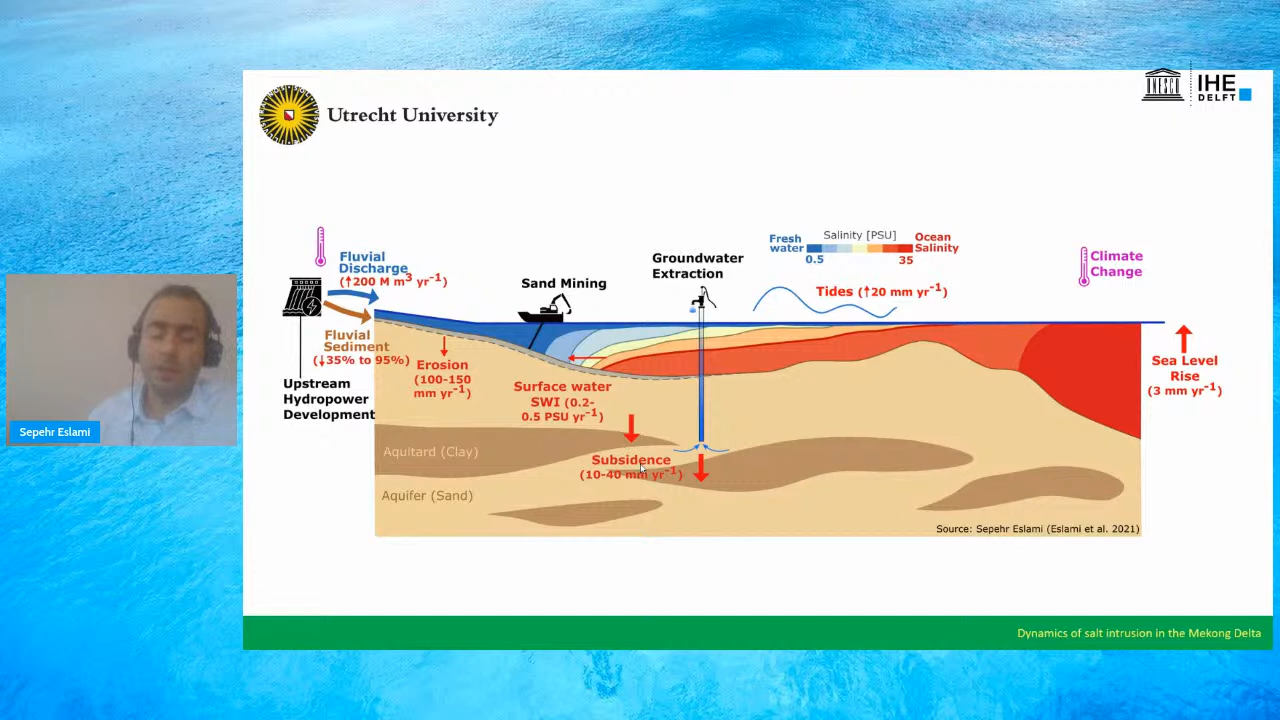 Utrecht University
IHE
DELFT
Fluvial
Discharge
(↑200 M m³ yr⁻¹)
Fluvial
Sediment
(↓35% to 95%)
Upstream
Hydropower
Development
Erosion
(100-150
mm yr⁻¹)
Sand Mining
Surface water
SWI (0.2-
0.5 PSU yr⁻¹)
Groundwater
Extraction
Salinity [PSU]
Fresh
water
0.5
35
Ocean
Salinity
Tides (↑20 mm yr⁻¹)
Climate
Change
Sea Level
Rise
(3 mm yr⁻¹)
Subsidence
(10-40 mm yr⁻¹)
Aquitard (Clay)
Aquifer (Sand)
Source: Sepehr Eslami (Eslami et al. 2021)
Sepehr Eslami
Dynamics of salt intrusion in the Mekong Delta